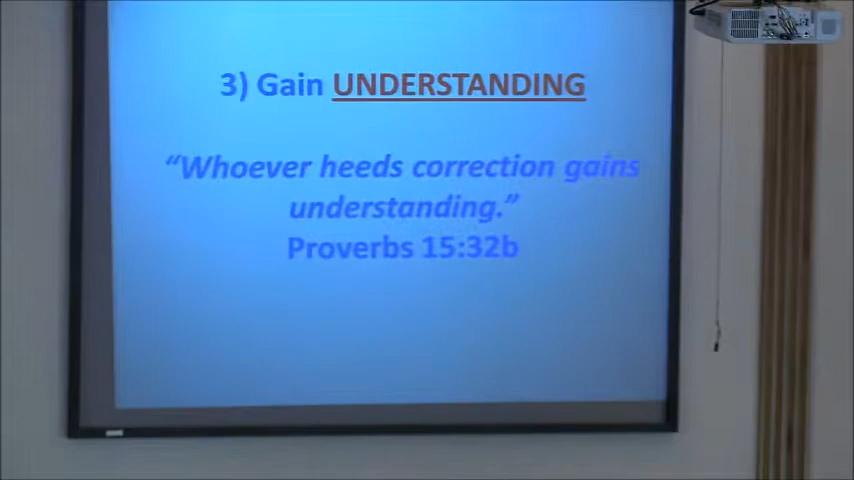 3) Gain UNDERSTANDING
“Whoever heeds correction gains
understanding.”
Proverbs 15:32b